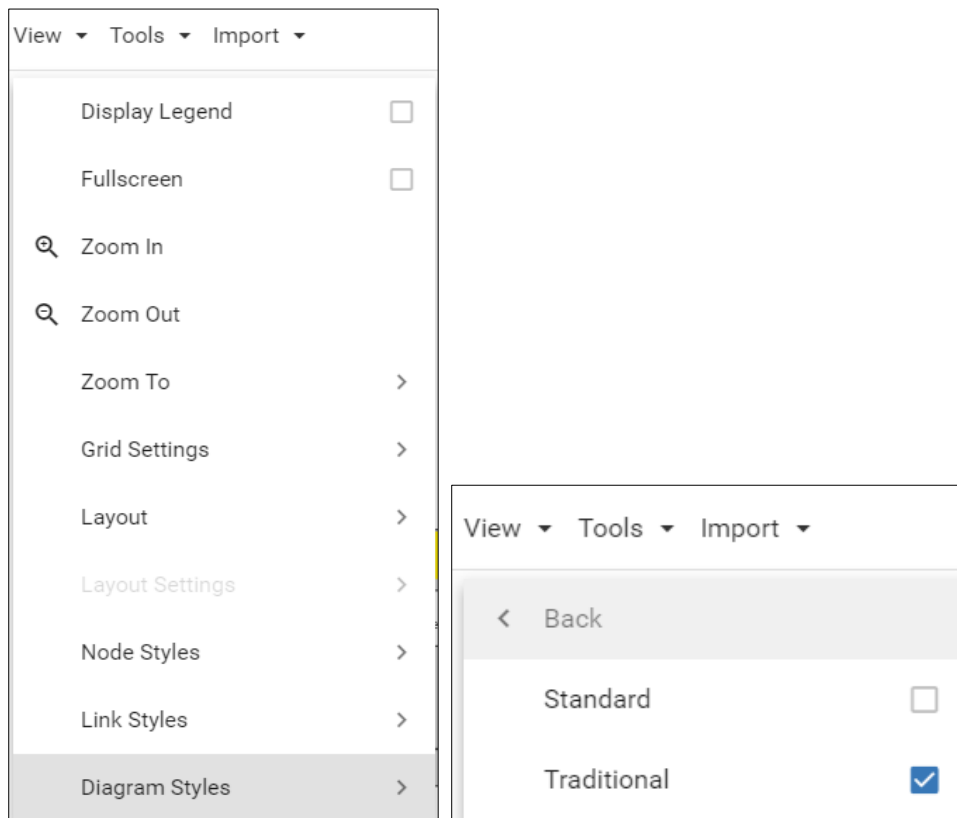 View Tools Import
Display Legend
Fullscreen
Zoom In
Zoom Out
Zoom To
Grid Settings
Layout
Layout Settings
Node Styles
Link Styles
Diagram Styles
View Tools Import
Back
Standard
Traditional